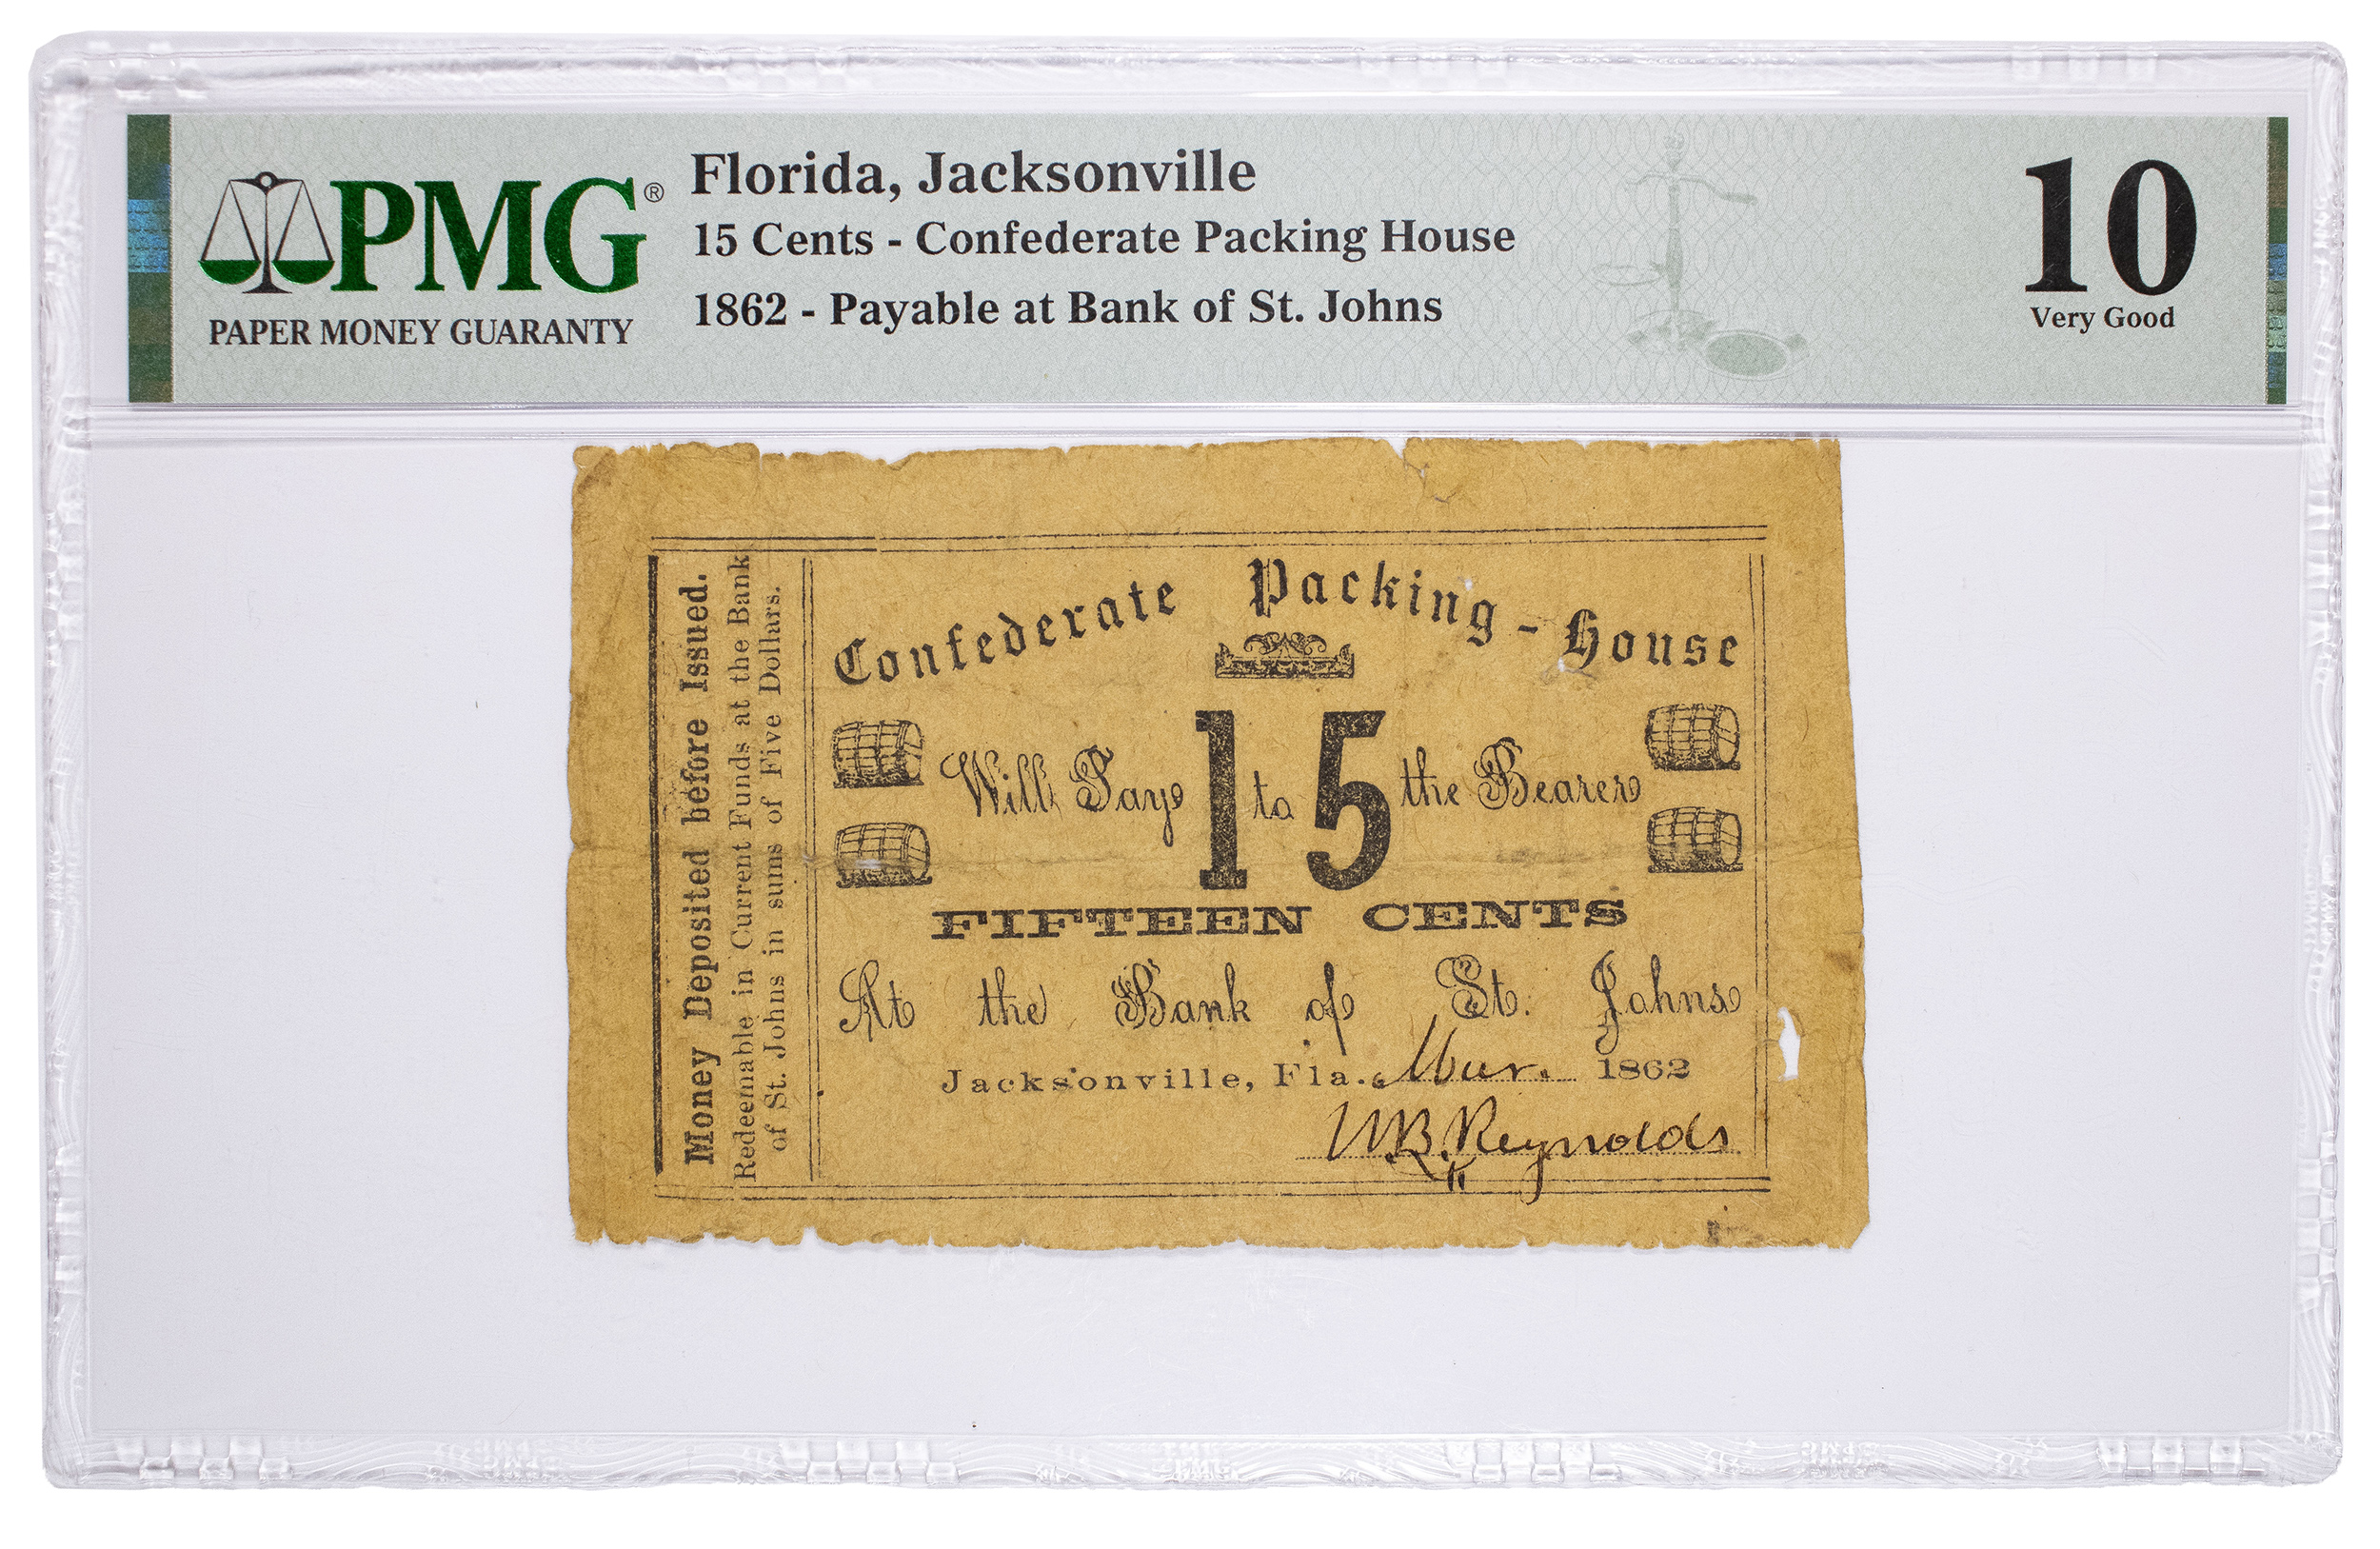 PMG®
PAPER MONEY GUARANTY
Florida, Jacksonville
15 Cents - Confederate Packing House
1862 - Payable at Bank of St. Johns
10
Very Good
Money Deposited before Issued.
Redeemable in Current Funds at the Bank
of St. Johns in sums of Five Dollars.
Confederate Packing-House
Will Pay 15 to the Bearer
FIFTEEN CENTS
At the Bank of St. Johns
Jacksonville, Fla. Mar. 1862
Reynolds